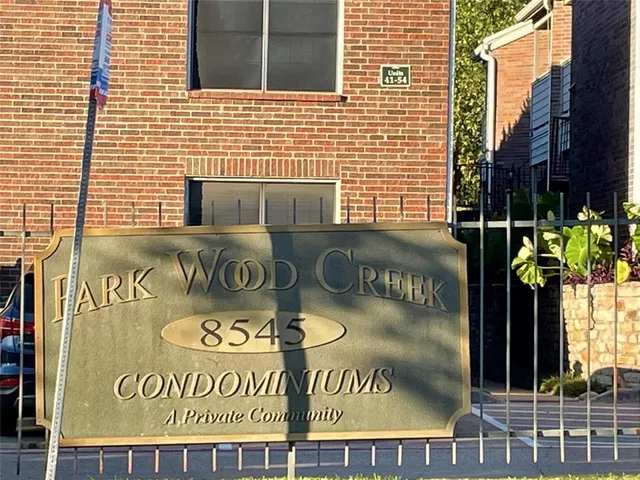 Units
41-54
PARK WOOD CREEK
8545
CONDOMINIUMS
A Private Community